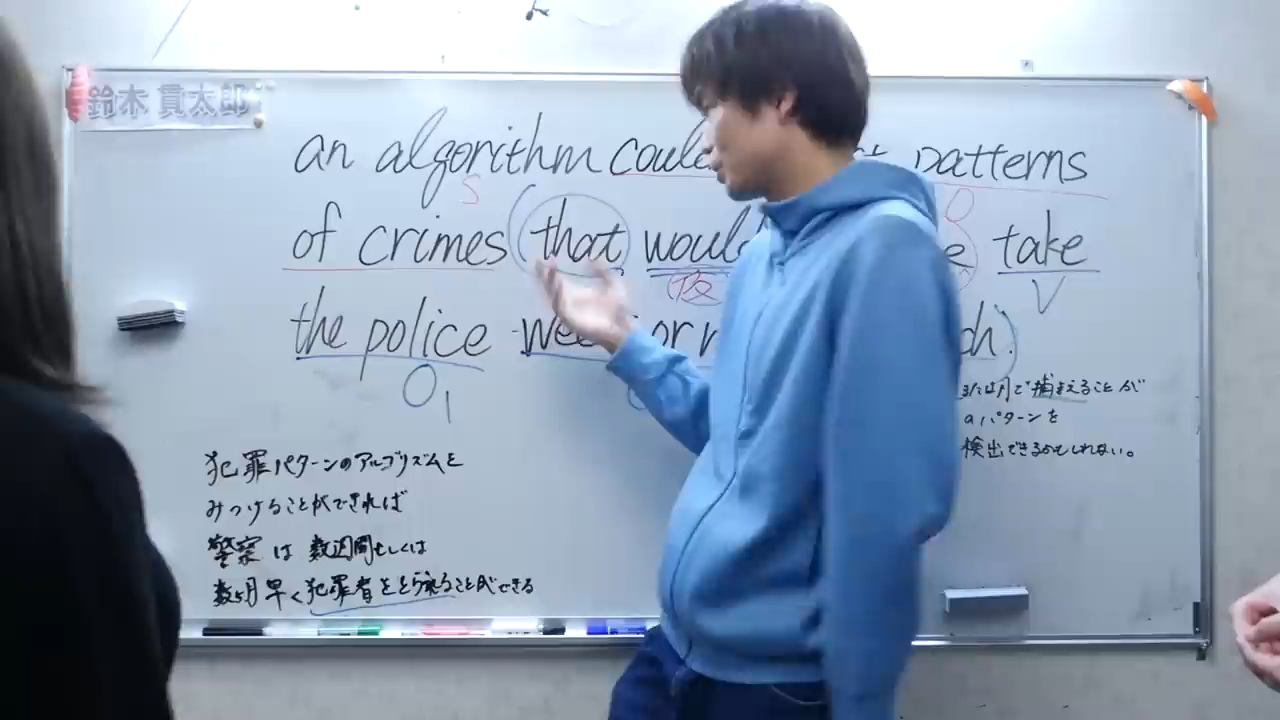 鈴木 貫太郎
an algorithm could patterns
S O
of crimes (that would take
(仮) V
the police or
O1
捕まえることが
パターンを
検出できるかもしれない。
犯罪パターンのアルゴリズムを
みつけることができれば
警察は 数週間もしくは
数ヶ月早く犯罪者をとらえることができる